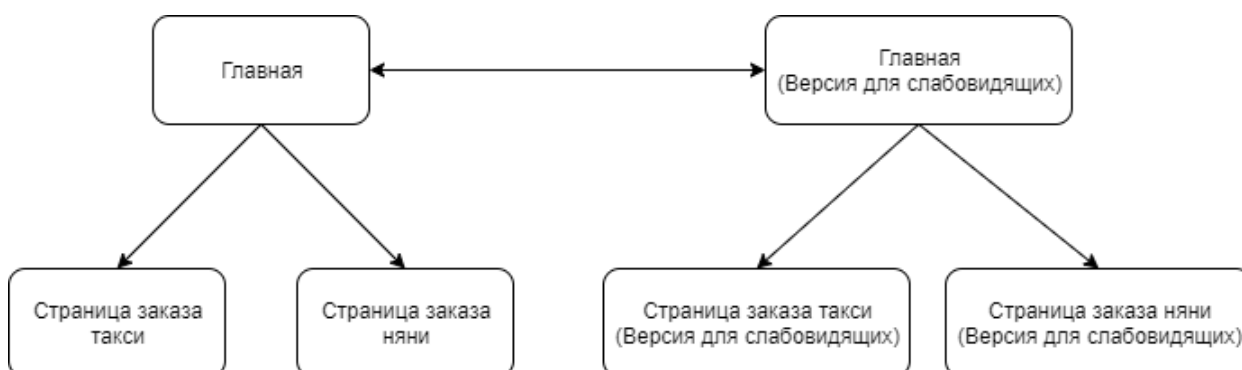 Главная
Главная
(Версия для слабовидящих)
Страница заказа
такси
Страница заказа
няни
Страница заказа такси
(Версия для слабовидящих)
Страница заказа няни
(Версия для слабовидящих)